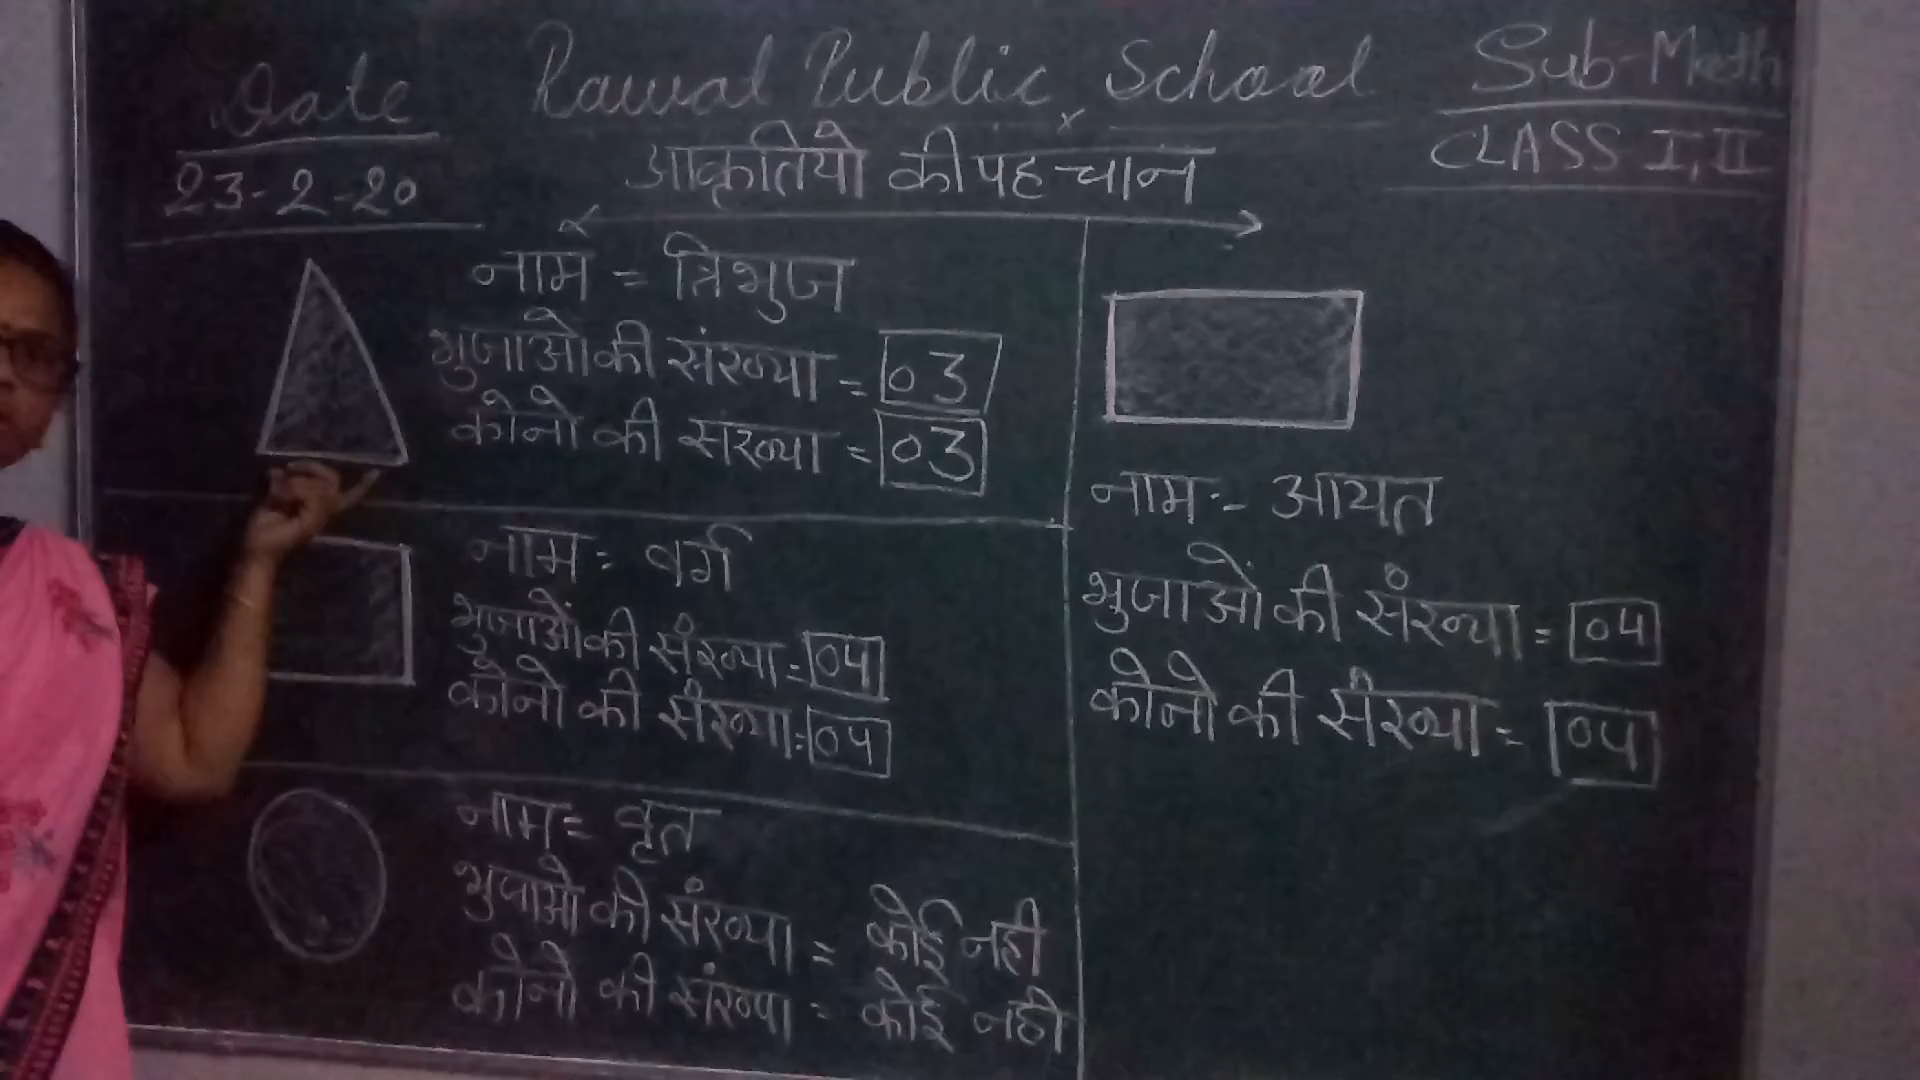 Date
Rawal Public School
Sub-Math
23-2-20
आकृतियो की पहचान
CLASS I, II
नाम = त्रिभुज
भुजाओ की संख्या = 03
कोनो की संख्या = 03
नाम = वर्ग
भुजाओं की संख्या = 04
कोनो की संख्या = 04
नाम = वृत
भुजाओ की संख्या = कोई नही
कोनो की संख्या = कोई नही
नाम :- आयत
भुजाओं की संख्या = 04
कोनो की संख्या = 04